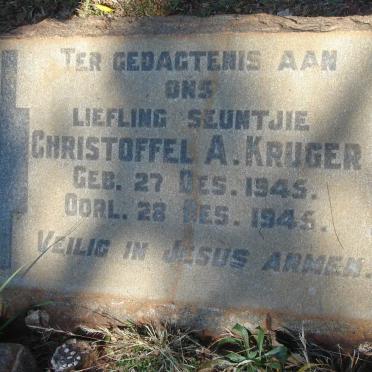 TER GEDAGTENIS AAN
ONS
LIEFLING SEUNTJIE
CHRISTOFFEL A. KRUGER
GEB. 27 DES. 1945.
OORL. 28 DES. 1945.
VEILIG IN JESUS ARMEN.